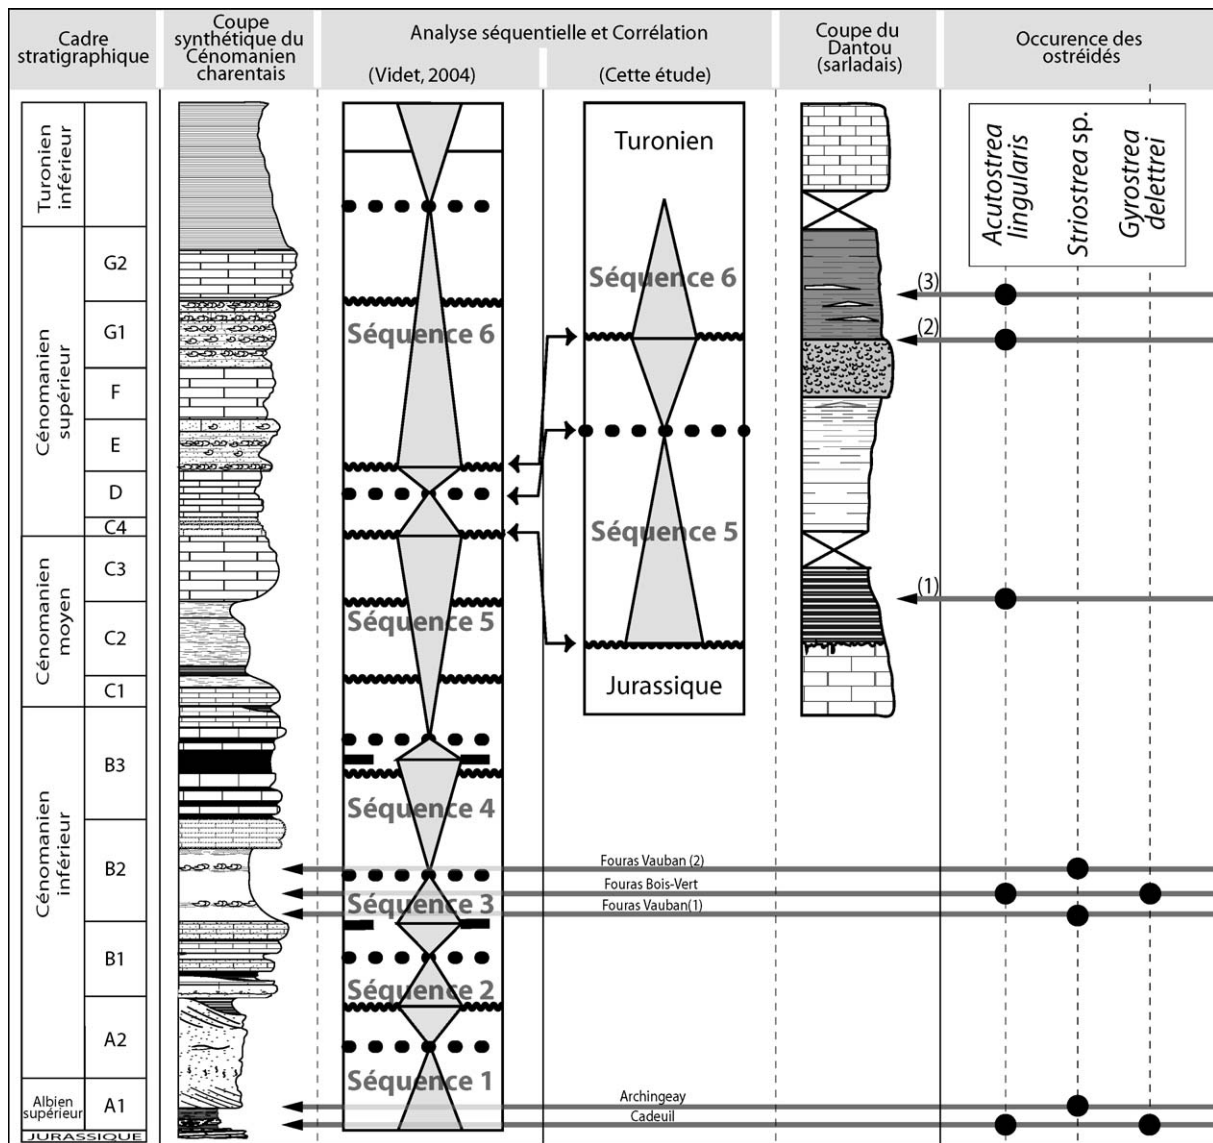 Cadre
stratigraphique
Coupe
synthétique du
Cénomanien
charentais
Analyse séquentielle et Corrélation
(Videt, 2004)
(Cette étude)
Coupe du
Dantou
(sarladais)
Occurence des
ostréidés
Turonien
inférieur
Cénomanien
supérieur
Cénomanien
moyen
Cénomanien
inférieur
Albien
supérieur
JURASSIQUE
G2
G1
F
E
D
C4
C3
C2
C1
B3
B2
B1
A2
A1
Séquence 6
Séquence 5
Séquence 4
Séquence 3
Séquence 2
Séquence 1
Turonien
Séquence 6
Séquence 5
Jurassique
Acutostrea
lingularis
Striostrea sp.
Gyrostrea
delettrei
(3)
(2)
(1)
Fouras Vauban (2)
Fouras Bois-Vert
Fouras Vauban(1)
Archingeay
Cadeuil